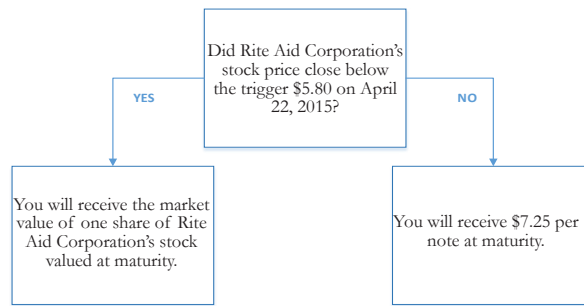 Did Rite Aid Corporation's
stock price close below
the trigger $5.80 on April
22, 2015?
YES
NO
You will receive the market
value of one share of Rite
Aid Corporation's stock
valued at maturity.
You will receive $7.25 per
note at maturity.